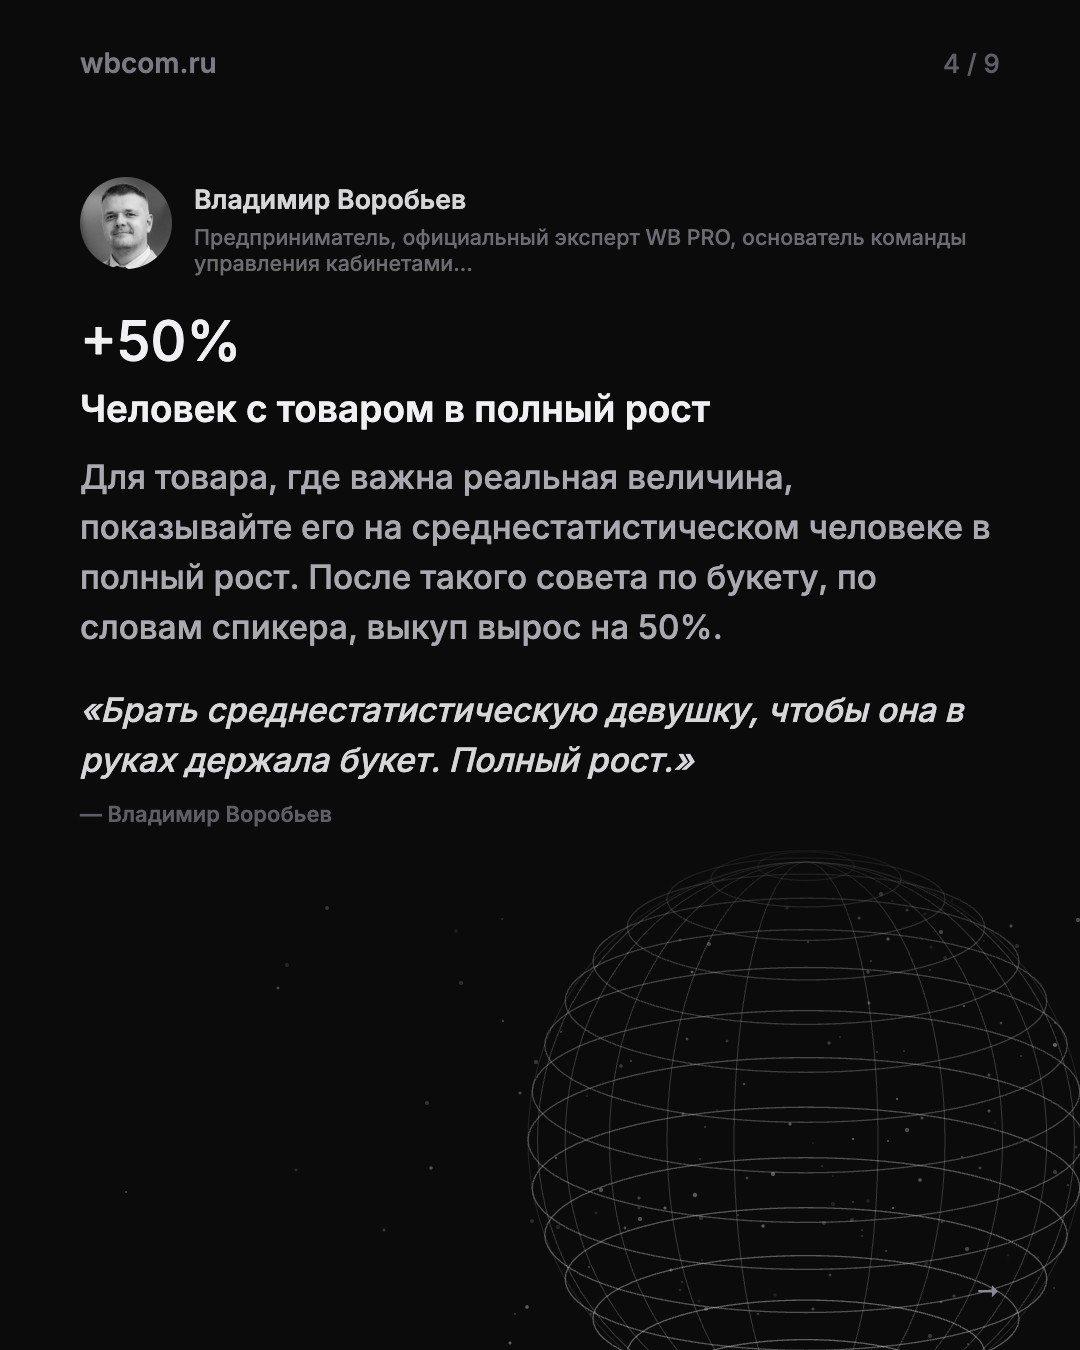 wbcom.ru
4 / 9
Владимир Воробьев
Предприниматель, официальный эксперт WB PRO, основатель команды
управления кабинетами...
+50%
Человек с товаром в полный рост
Для товара, где важна реальная величина,
показывайте его на среднестатистическом человеке в
полный рост. После такого совета по букету, по
словам спикера, выкуп вырос на 50%.
«Брать среднестатистическую девушку, чтобы она в
руках держала букет. Полный рост.»
— Владимир Воробьев
→